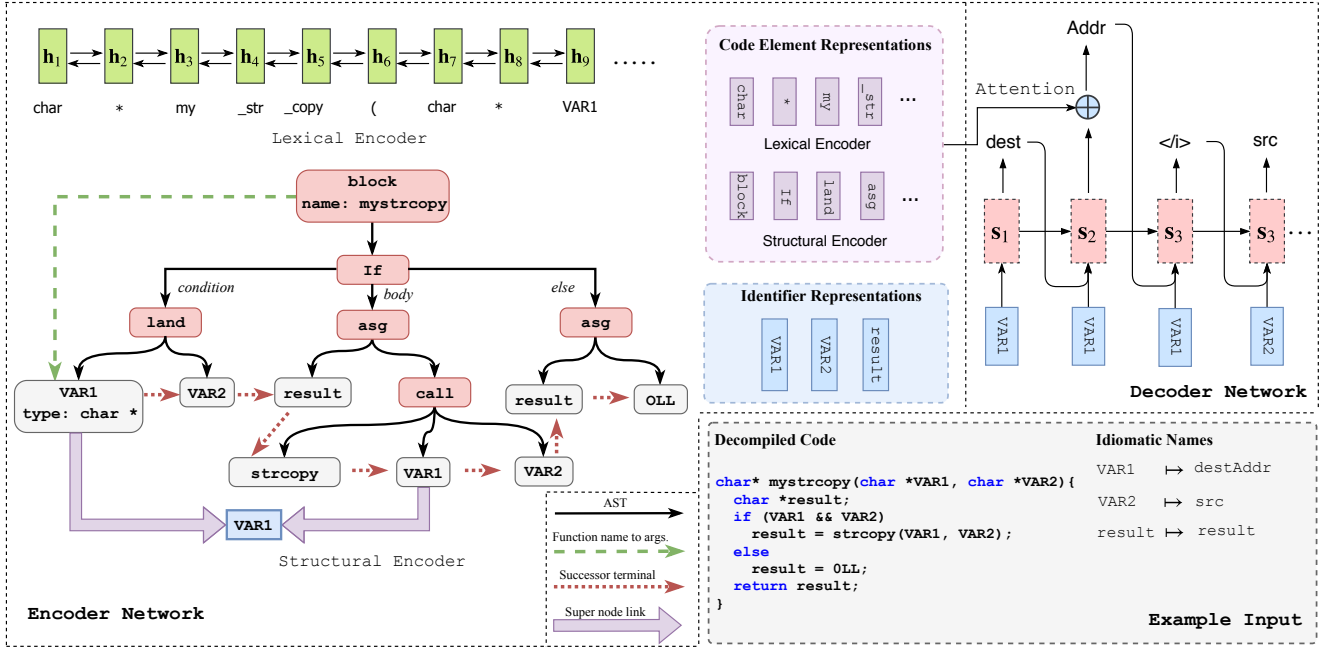 h1 h2 h3 h4 h5 h6 h7 h8 h9 .....
char * my _str _copy ( char * VAR1
Lexical Encoder
block
name: mystrcopy
If
condition body else
land asg asg
VAR1
type: char *
VAR2 result call result OLL
strcopy VAR1 VAR2
VAR1
Structural Encoder
Encoder Network
AST
Function name to args.
Successor terminal
Super node link
Code Element Representations
char * my _str ...
Lexical Encoder
block If land asg ...
Structural Encoder
Identifier Representations
VAR1 VAR2 result
Addr
Attention
dest </i> src
s1 s2 s3 s3 ...
VAR1 VAR1 VAR1 VAR2
Decoder Network
Decompiled Code
char* mystrcopy(char *VAR1, char *VAR2){
char *result;
if (VAR1 && VAR2)
result = strcopy(VAR1, VAR2);
else
result = 0LL;
return result;
}
Idiomatic Names
VAR1 ↦ destAddr
VAR2 ↦ src
result ↦ result
Example Input